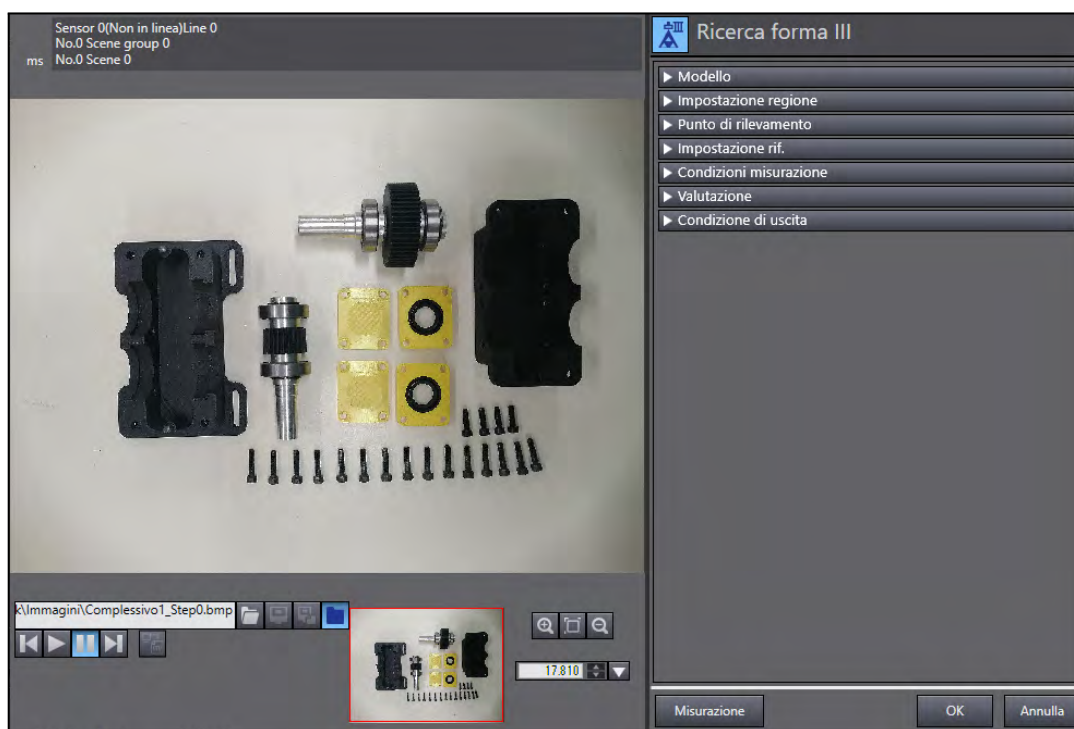 Sensor 0(Non in linea)Line 0
No.0 Scene group 0
ms No.0 Scene 0
Ricerca forma III
Modello
Impostazione regione
Punto di rilevamento
Impostazione rif.
Condizioni misurazione
Valutazione
Condizione di uscita
k\Immagini\Complessivo1_Step0.bmp
17.810
Misurazione
OK
Annulla